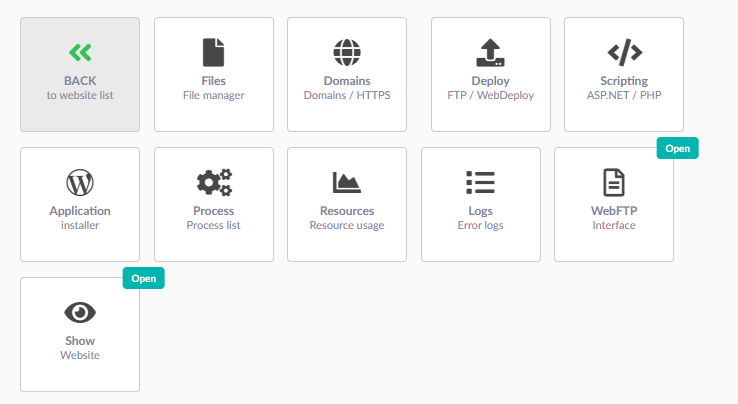 BACK
to website list
Files
File manager
Domains
Domains / HTTPS
Deploy
FTP / WebDeploy
Scripting
ASP.NET / PHP
Application
installer
Process
Process list
Resources
Resource usage
Logs
Error logs
Open
WebFTP
Interface
Open
Show
Website